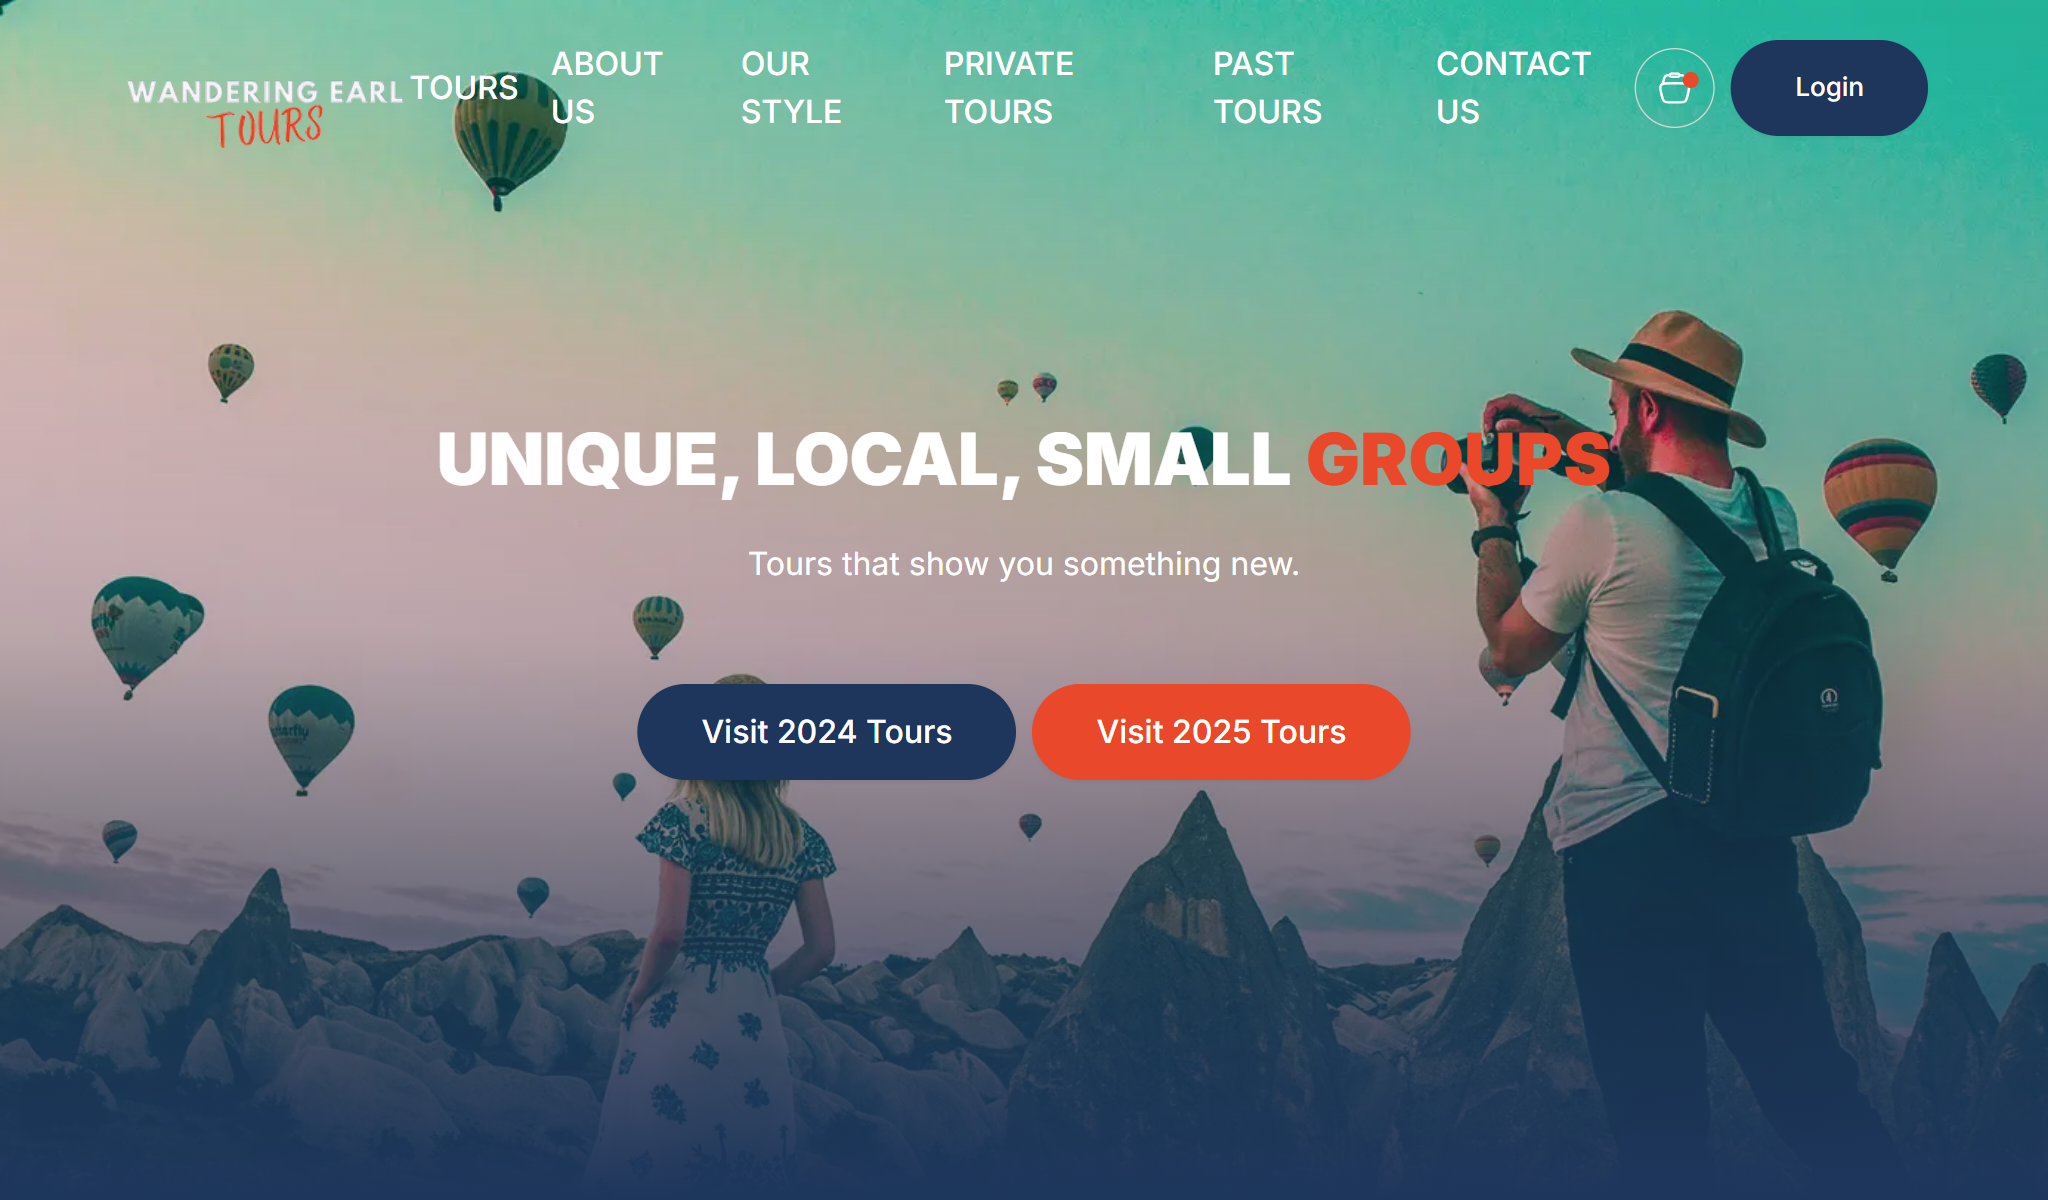 WANDERING EARL
TOURS
TOURS
ABOUT
US
OUR
STYLE
PRIVATE
TOURS
PAST
TOURS
CONTACT
US
Login
UNIQUE, LOCAL, SMALL GROUPS
Tours that show you something new.
Visit 2024 Tours
Visit 2025 Tours